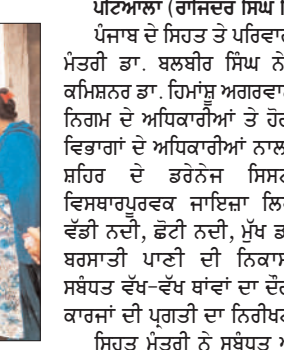 ਪਟਿਆਲਾ (ਰਾਜਿੰਦਰ ਸਿੰਘ
ਪੰਜਾਬ ਦੇ ਸਿਹਤ ਤੇ ਪਰਿਵਾਰ
ਮੰਤਰੀ ਡਾ. ਬਲਬੀਰ ਸਿੰਘ ਨੇ
ਕਮਿਸ਼ਨਰ ਡਾ. ਹਿਮਾਂਸ਼ੂ ਅਗਰਵਾ
ਨਿਗਮ ਦੇ ਅਧਿਕਾਰੀਆਂ ਤੇ ਹੋਰ
ਵਿਭਾਗਾਂ ਦੇ ਅਧਿਕਾਰੀਆਂ ਨਾਲ
ਸ਼ਹਿਰ ਦੇ ਡਰੇਨੇਜ ਸਿਸਟ
ਵਿਸਥਾਰਪੂਰਵਕ ਜਾਇਜ਼ਾ ਲਿ
ਵੱਡੀ ਨਦੀ, ਛੋਟੀ ਨਦੀ, ਮੁੱਖ ਡ
ਬਰਸਾਤੀ ਪਾਣੀ ਦੀ ਨਿਕਾਸ
ਸਬੰਧਤ ਵੱਖ-ਵੱਖ ਥਾਂਵਾਂ ਦਾ ਦੌਰ
ਕਾਰਜਾਂ ਦੀ ਪ੍ਰਗਤੀ ਦਾ ਨਿਰੀਖ
ਸਿਹਤ ਮੰਤਰੀ ਨੇ ਸਬੰਧਤ ਅ